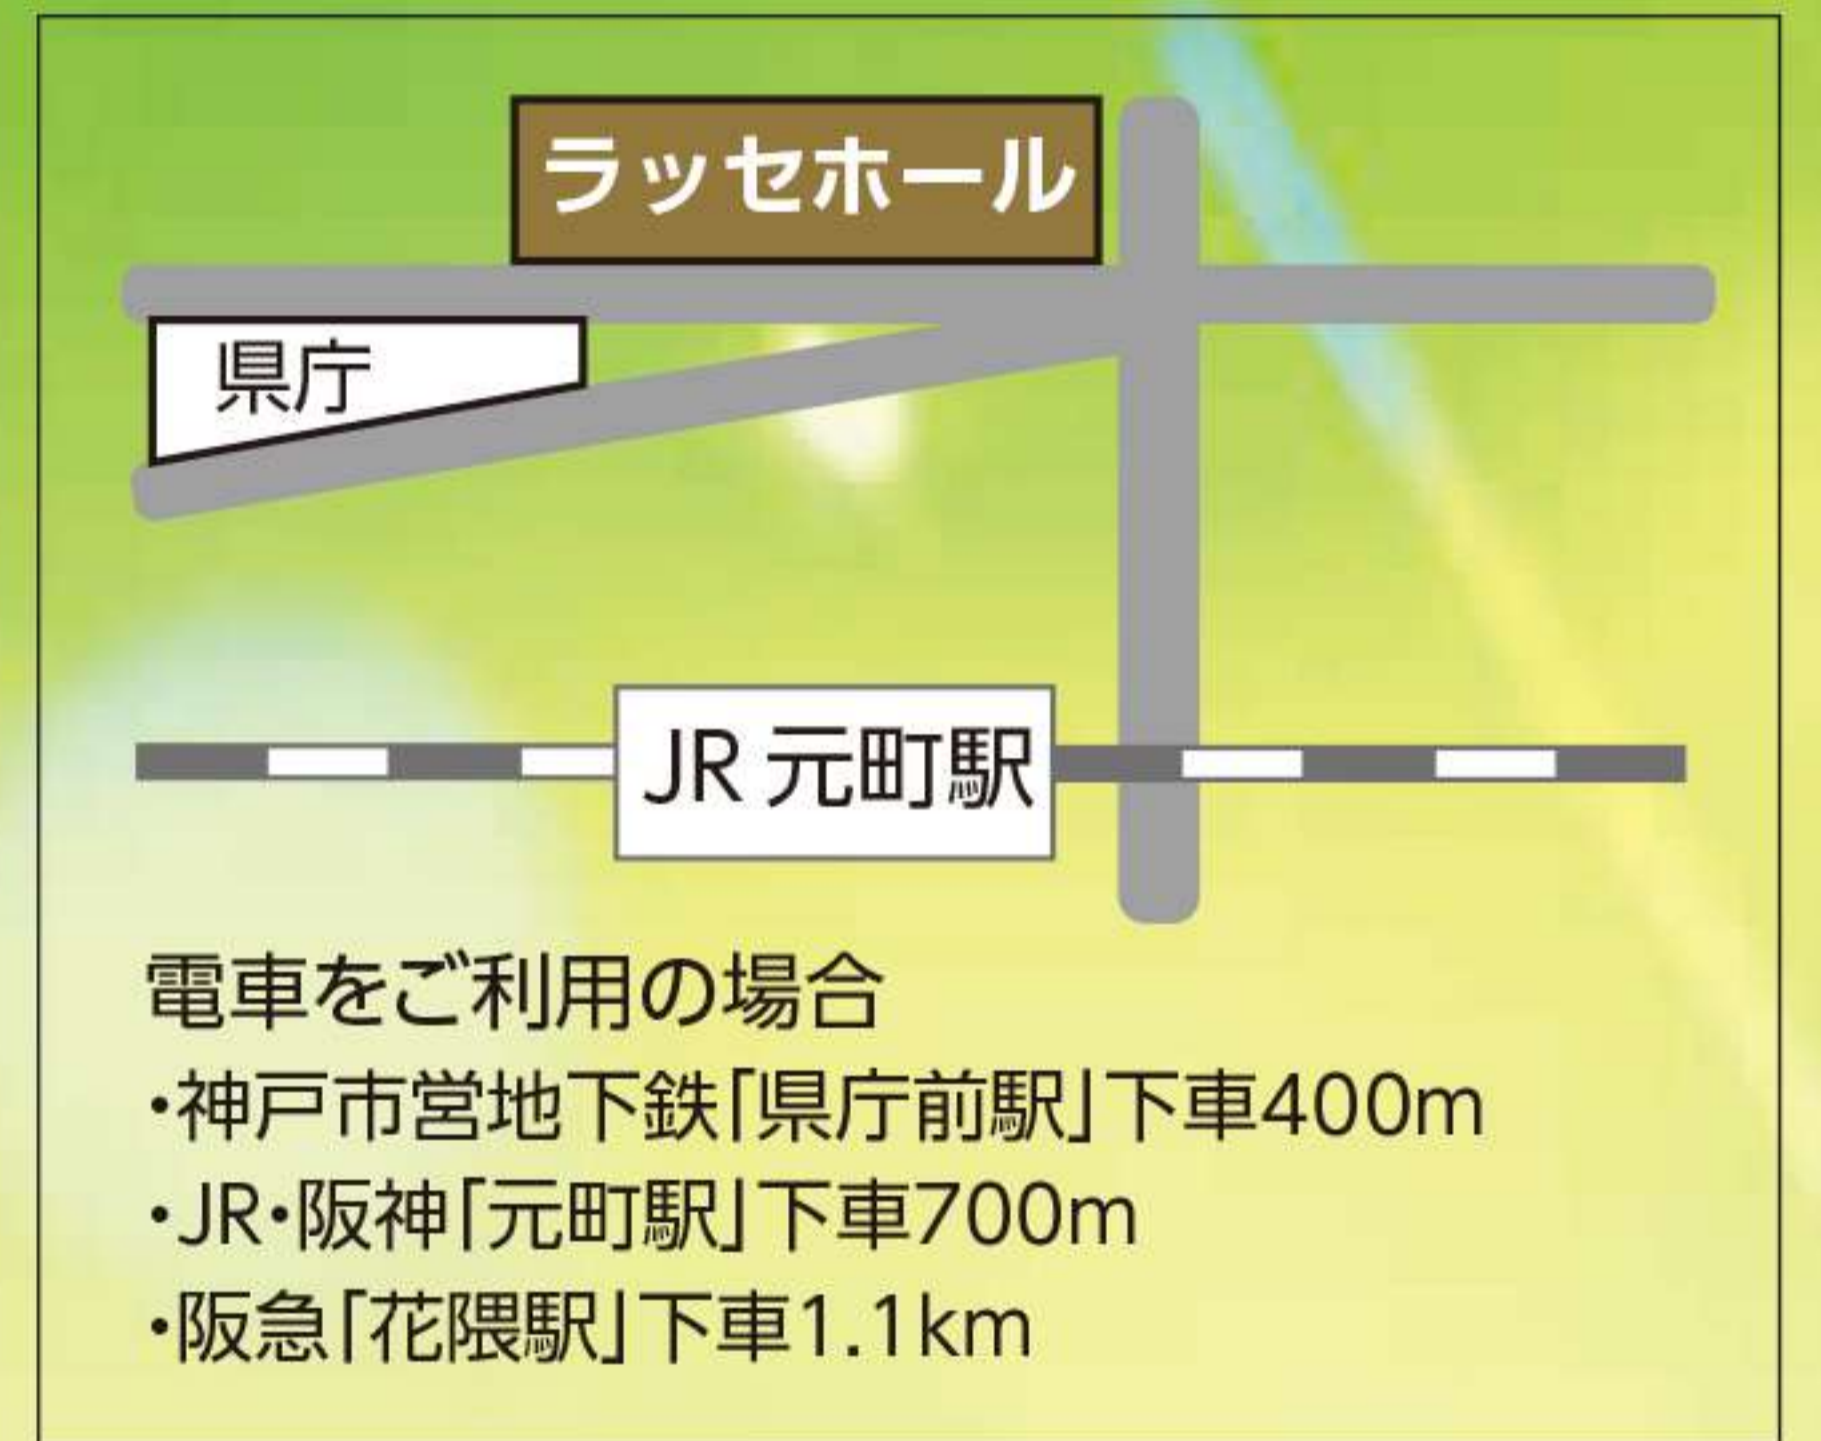 ラッセホール
県庁
JR 元町駅
電車をご利用の場合
・神戸市営地下鉄｢県庁前駅｣下車400m
・JR・阪神｢元町駅｣下車700m
・阪急｢花隈駅｣下車1.1km